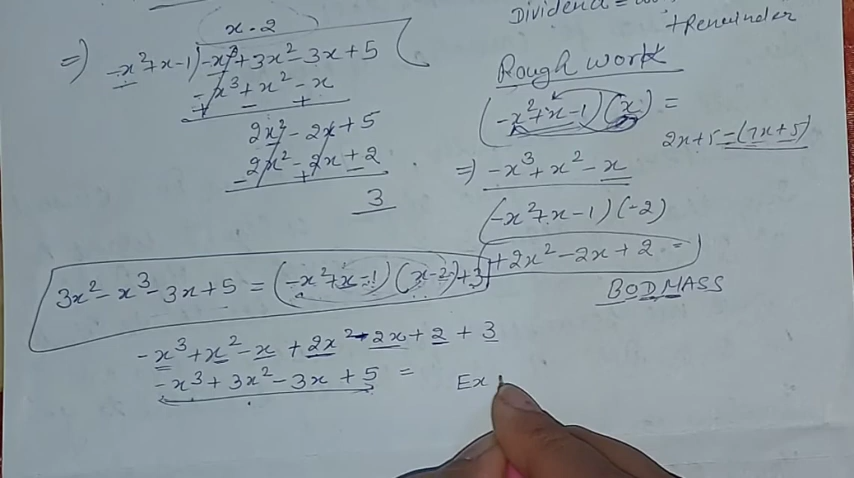 x - 2
⇒) -x²+x-1) -x³+3x²-3x+5
-x³+x²-x
+ - +
2x²-2x+5
2x²-2x+2
- + -
3
Dividend =
+Remainder
Rough work
(-x²+x-1)(x) =
2x+5 = (7x+5)
⇒) -x³+x²-x
(-x²+x-1)(-2)
+2x²-2x+2 =
BODMASS
3x²-x³-3x+5 = (-x²+x-1)(x-2)+3
-x³+x²-x+2x²-2x+2+3
-x³+3x²-3x+5 =
Ex